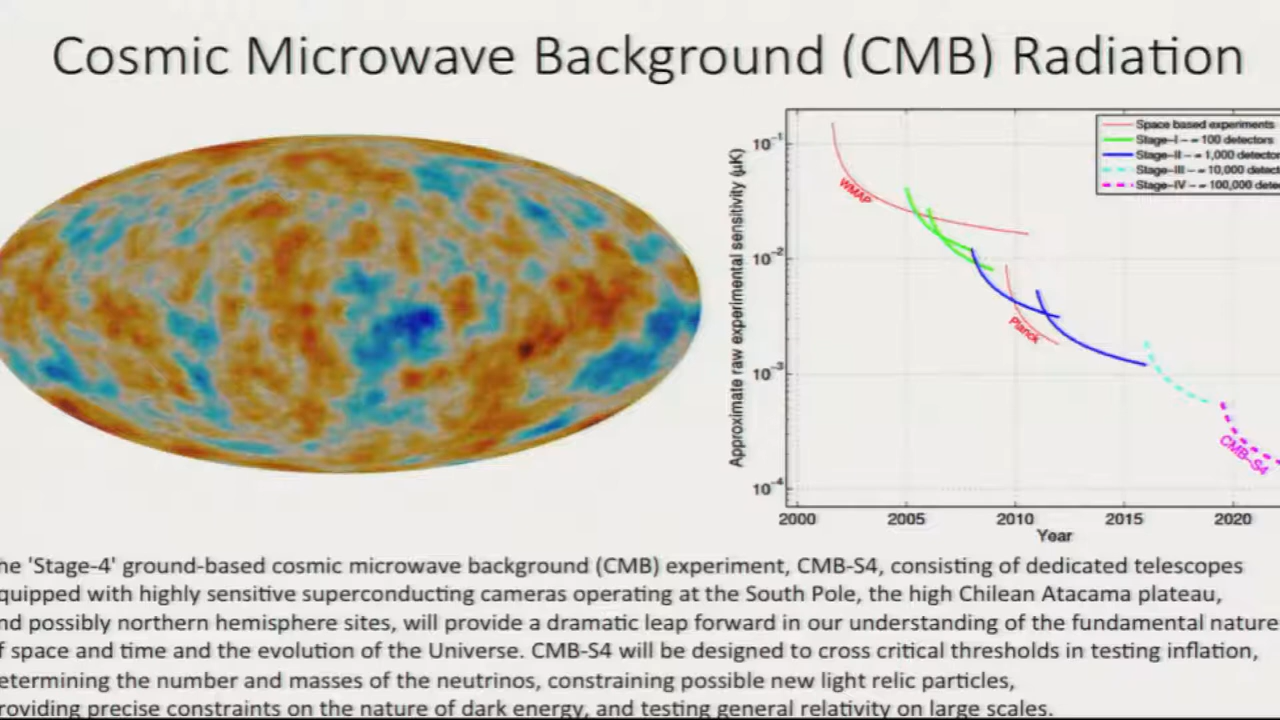 Cosmic Microwave Background (CMB) Radiation
Approximate raw experimental sensitivity (μK)
10⁻¹
10⁻²
10⁻³
10⁻⁴
WMAP
Planck
CMB-S4
Space based experiments
Stage-I - ≈ 100 detectors
Stage-II - ≈ 1,000 detector
Stage-III - ≈ 10,000 detect
Stage-IV - ≈ 100,000 dete
2000 2005 2010 2015 2020
Year
he 'Stage-4' ground-based cosmic microwave background (CMB) experiment, CMB-S4, consisting of dedicated telescopes
quipped with highly sensitive superconducting cameras operating at the South Pole, the high Chilean Atacama plateau,
nd possibly northern hemisphere sites, will provide a dramatic leap forward in our understanding of the fundamental nature
f space and time and the evolution of the Universe. CMB-S4 will be designed to cross critical thresholds in testing inflation,
etermining the number and masses of the neutrinos, constraining possible new light relic particles,
roviding precise constraints on the nature of dark energy, and testing general relativity on large scales.